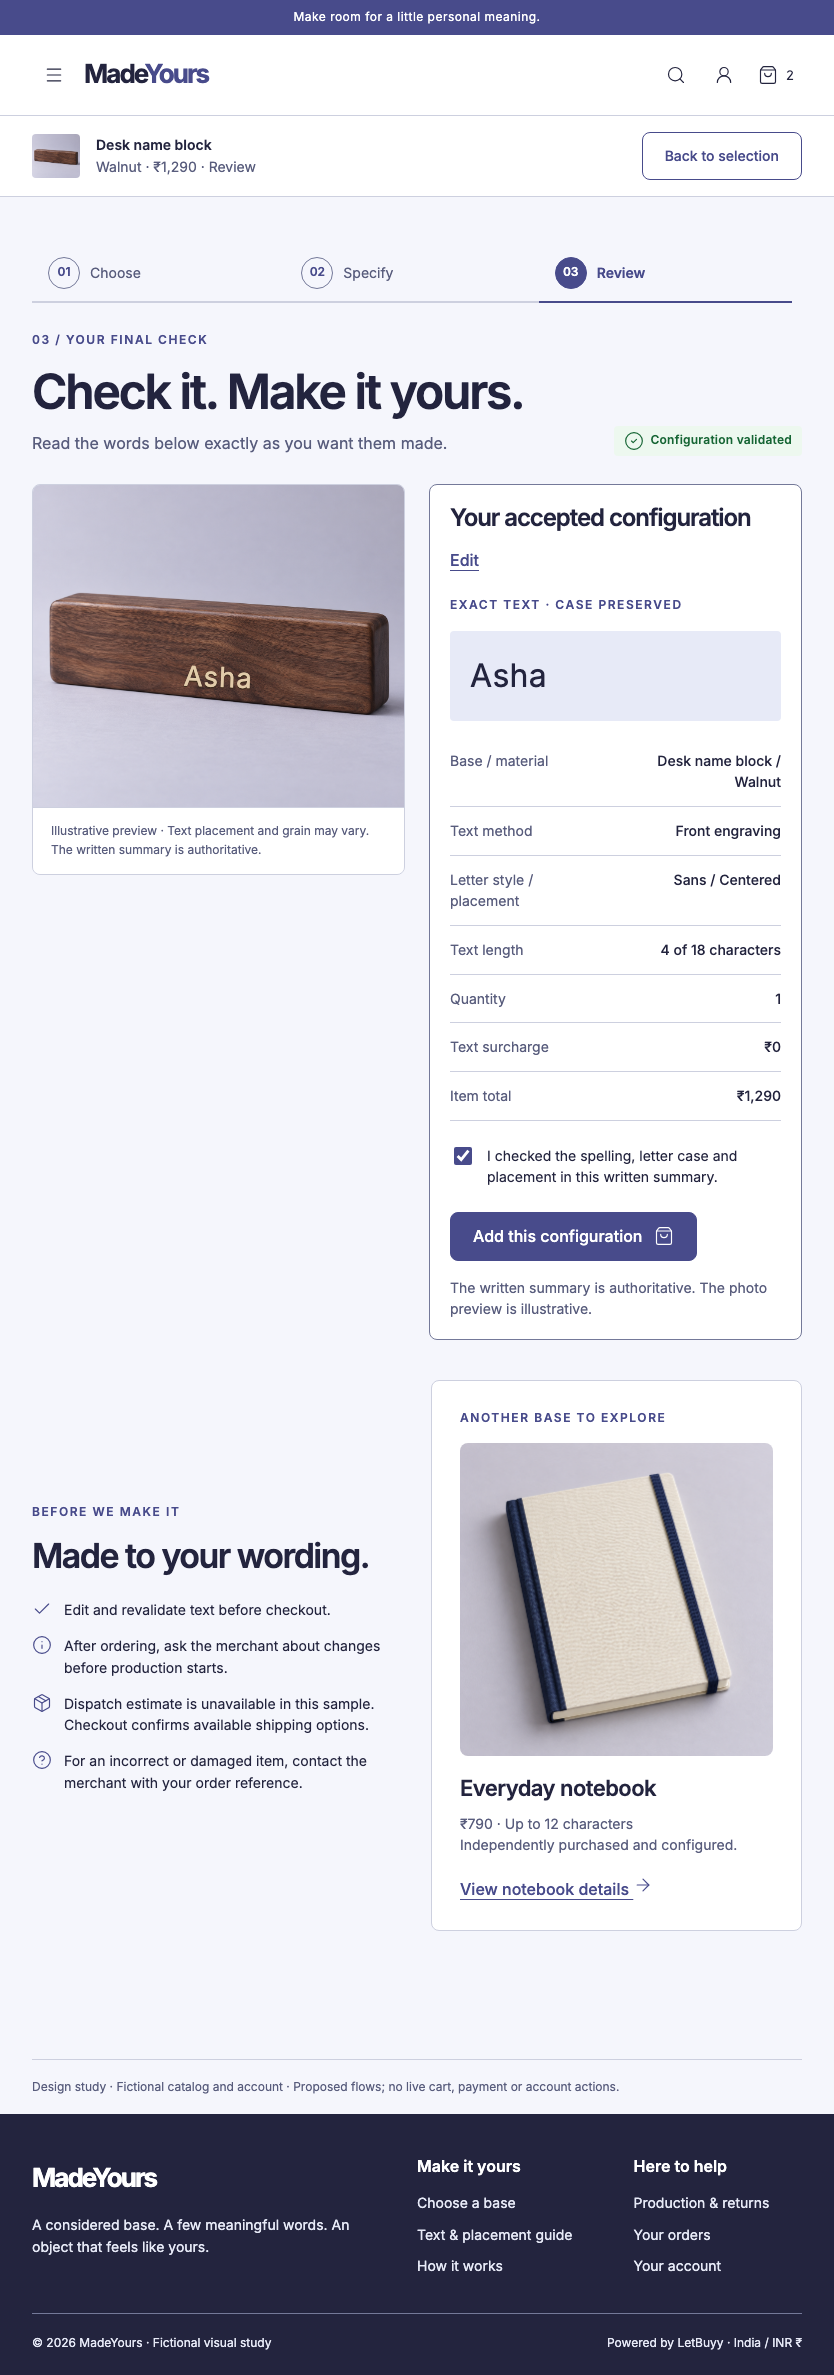 Make room for a little personal meaning.
MadeYours
2
Desk name block
Walnut · ₹1,290 · Review
Back to selection
01 Choose
02 Specify
03 Review
03 / YOUR FINAL CHECK
Check it. Make it yours.
Read the words below exactly as you want them made.
Configuration validated
Asha
Illustrative preview · Text placement and grain may vary.
The written summary is authoritative.
Your accepted configuration
Edit
EXACT TEXT · CASE PRESERVED
Asha
Base / material
Desk name block /
Walnut
Text method
Front engraving
Letter style /
placement
Sans / Centered
Text length
4 of 18 characters
Quantity
1
Text surcharge
₹0
Item total
₹1,290
I checked the spelling, letter case and
placement in this written summary.
Add this configuration
The written summary is authoritative. The photo
preview is illustrative.
BEFORE WE MAKE IT
Made to your wording.
Edit and revalidate text before checkout.
After ordering, ask the merchant about changes
before production starts.
Dispatch estimate is unavailable in this sample.
Checkout confirms available shipping options.
For an incorrect or damaged item, contact the
merchant with your order reference.
ANOTHER BASE TO EXPLORE
Everyday notebook
₹790 · Up to 12 characters
Independently purchased and configured.
View notebook details
Design study · Fictional catalog and account · Proposed flows; no live cart, payment or account actions.
MadeYours
A considered base. A few meaningful words. An
object that feels like yours.
Make it yours
Choose a base
Text & placement guide
How it works
Here to help
Production & returns
Your orders
Your account
© 2026 MadeYours · Fictional visual study
Powered by LetBuyy · India / INR ₹